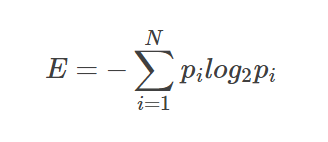 E = − ∑_{i=1}^{N} p_i log_2 p_i